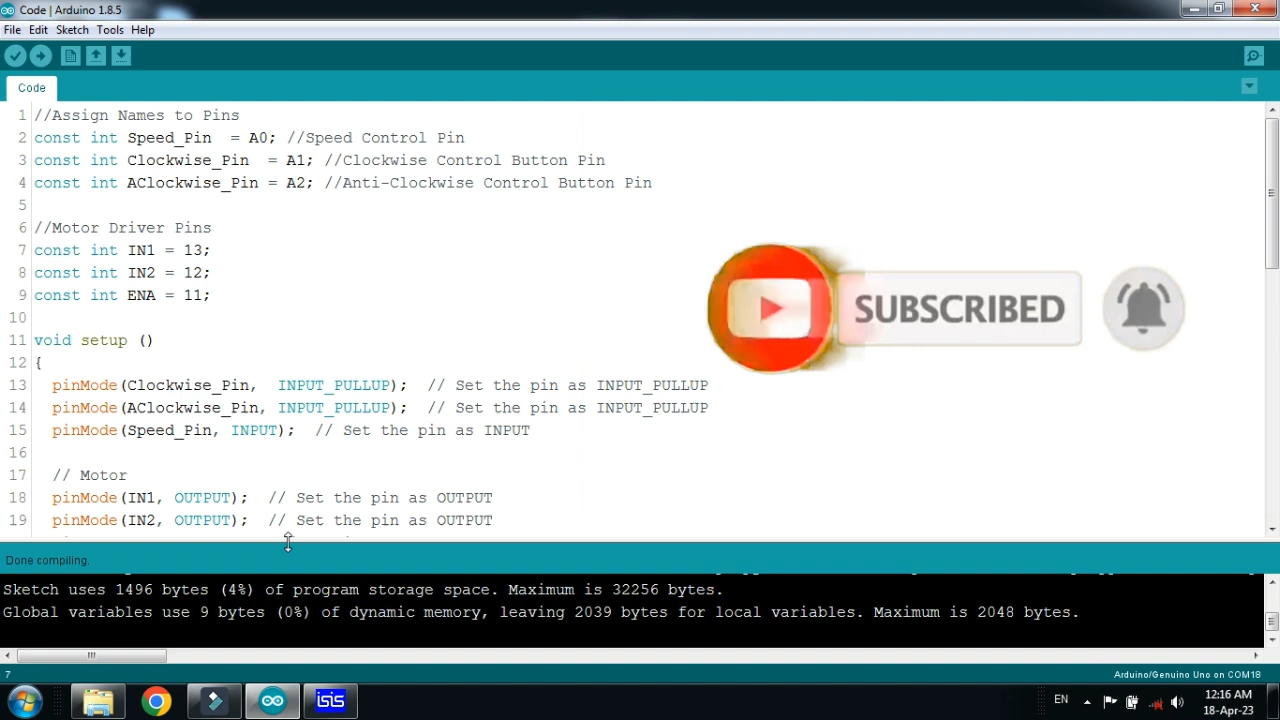 Code | Arduino 1.8.5
File Edit Sketch Tools Help
Code
1 //Assign Names to Pins
2 const int Speed_Pin  = A0; //Speed Control Pin
3 const int Clockwise_Pin  = A1; //Clockwise Control Button Pin
4 const int AClockwise_Pin = A2; //Anti-Clockwise Control Button Pin
5
6 //Motor Driver Pins
7 const int IN1 = 13;
8 const int IN2 = 12;
9 const int ENA = 11;
10
11 void setup ()
12 {
13   pinMode(Clockwise_Pin,  INPUT_PULLUP);  // Set the pin as INPUT_PULLUP
14   pinMode(AClockwise_Pin, INPUT_PULLUP);  // Set the pin as INPUT_PULLUP
15   pinMode(Speed_Pin, INPUT);  // Set the pin as INPUT
16
17   // Motor
18   pinMode(IN1, OUTPUT);  // Set the pin as OUTPUT
19   pinMode(IN2, OUTPUT);  // Set the pin as OUTPUT
SUBSCRIBED
Done compiling.
Sketch uses 1496 bytes (4%) of program storage space. Maximum is 32256 bytes.
Global variables use 9 bytes (0%) of dynamic memory, leaving 2039 bytes for local variables. Maximum is 2048 bytes.
7 Arduino/Genuino Uno on COM18
isis
EN
12:16 AM
18-Apr-23